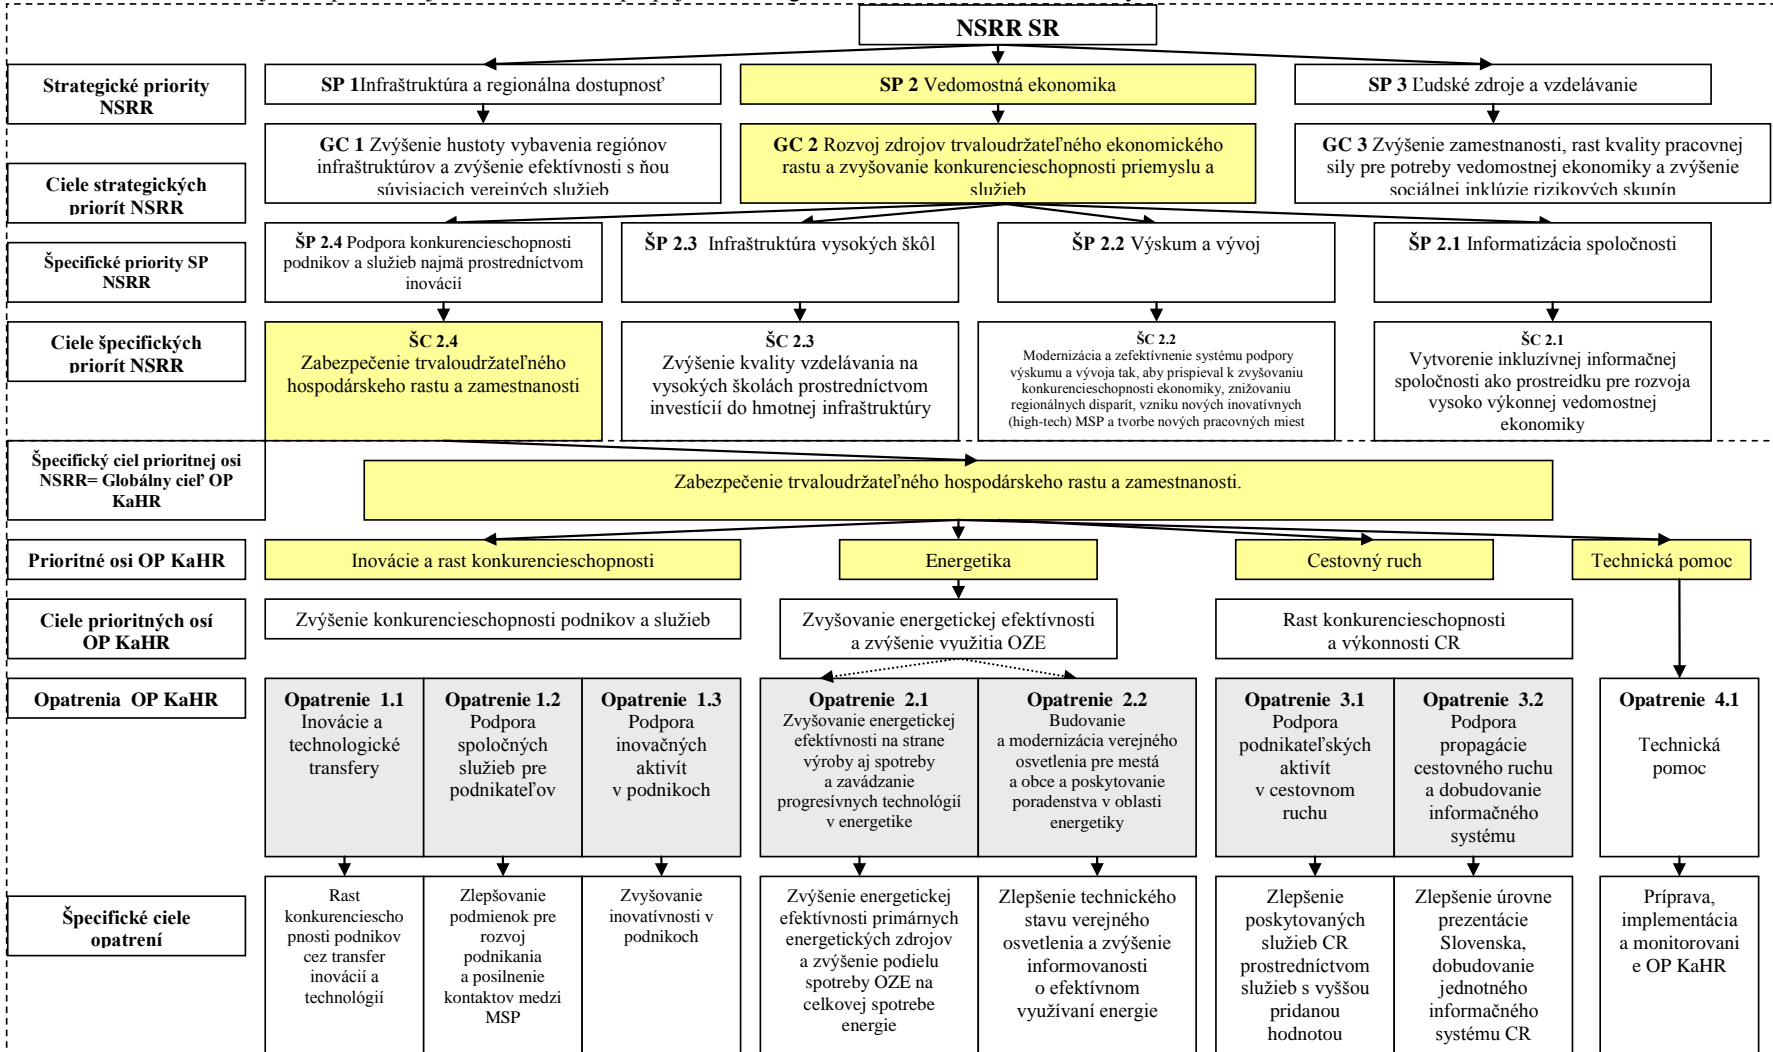 NSRR SR
Strategické priority
NSRR
SP 1Infraštruktúra a regionálna dostupnosť
SP 2 Vedomostná ekonomika
SP 3 Ľudské zdroje a vzdelávanie
Ciele strategických
priorít NSRR
GC 1 Zvýšenie hustoty vybavenia regiónov
infraštruktúrov a zvýšenie efektívnosti s ňou
súvisiacich verejných služieb
GC 2 Rozvoj zdrojov trvaloudržateľného ekonomického
rastu a zvyšovanie konkurencieschopnosti priemyslu a
služieb
GC 3 Zvýšenie zamestnanosti, rast kvality pracovnej
sily pre potreby vedomostnej ekonomiky a zvýšenie
sociálnej inklúzie rizikových skupín
Špecifické priority SP
NSRR
ŠP 2.4 Podpora konkurencieschopnosti
podnikov a služieb najmä prostredníctvom
inovácií
ŠP 2.3 Infraštruktúra vysokých škôl
ŠP 2.2 Výskum a vývoj
ŠP 2.1 Informatizácia spoločnosti
Ciele špecifických
priorít NSRR
ŠC 2.4
Zabezpečenie trvaloudržateľného
hospodárskeho rastu a zamestnanosti
ŠC 2.3
Zvýšenie kvality vzdelávania na
vysokých školách prostredníctvom
investícií do hmotnej infraštruktúry
ŠC 2.2
Modernizácia a zefektívnenie systému podpory
výskumu a vývoja tak, aby prispieval k zvyšovaniu
konkurencieschopnosti ekonomiky, znižovaniu
regionálnych disparít, vzniku nových inovatívnych
(high-tech) MSP a tvorbe nových pracovných miest
ŠC 2.1
Vytvorenie inkluzívnej informačnej
spoločnosti ako prostreidku pre rozvoja
vysoko výkonnej vedomostnej
ekonomiky
Špecifický cieľ prioritnej osi
NSRR= Globálny cieľ OP
KaHR
Zabezpečenie trvaloudržateľného hospodárskeho rastu a zamestnanosti.
Prioritné osi OP KaHR
Inovácie a rast konkurencieschopnosti
Energetika
Cestovný ruch
Technická pomoc
Ciele prioritných osí
OP KaHR
Zvýšenie konkurencieschopnosti podnikov a služieb
Zvyšovanie energetickej efektívnosti
a zvýšenie využitia OZE
Rast konkurencieschopnosti
a výkonnosti CR
Opatrenia OP KaHR
Opatrenie 1.1
Inovácie a
technologické
transfery
Opatrenie 1.2
Podpora
spoločných
služieb pre
podnikateľov
Opatrenie 1.3
Podpora
inovačných
aktivít
v podnikoch
Opatrenie 2.1
Zvyšovanie energetickej
efektívnosti na strane
výroby aj spotreby
a zavádzanie
progresívnych technológií
v energetike
Opatrenie 2.2
Budovanie
a modernizácia verejného
osvetlenia pre mestá
a obce a poskytovanie
poradenstva v oblasti
energetiky
Opatrenie 3.1
Podpora
podnikateľských
aktivít
v cestovnom
ruchu
Opatrenie 3.2
Podpora
propagácie
cestovného ruchu
a dobudovanie
informačného
systému
Opatrenie 4.1
Technická
pomoc
Špecifické ciele
opatrení
Rast
konkurencie­scho
pnosti podnikov
cez transfer
inovácií a
technológií
Zlepšovanie
podmienok pre
rozvoj
podnikania
a posilnenie
kontaktov medzi
MSP
Zvyšovanie
inovatívnosti v
podnikoch
Zvýšenie energetickej
efektívnosti primárnych
energetických zdrojov
a zvýšenie podielu
spotreby OZE na
celkovej spotrebe
energie
Zlepšenie technického
stavu verejného
osvetlenia a zvýšenie
informovanosti
o efektívnom
využívaní energie
Zlepšenie
poskytovaných
služieb CR
prostredníctvom
služieb s vyššou
pridanou
hodnotou
Zlepšenie úrovne
prezentácie
Slovenska,
dobudovanie
jednotného
informačného
systému CR
Príprava,
implementácia
a monitorovani
e OP KaHR